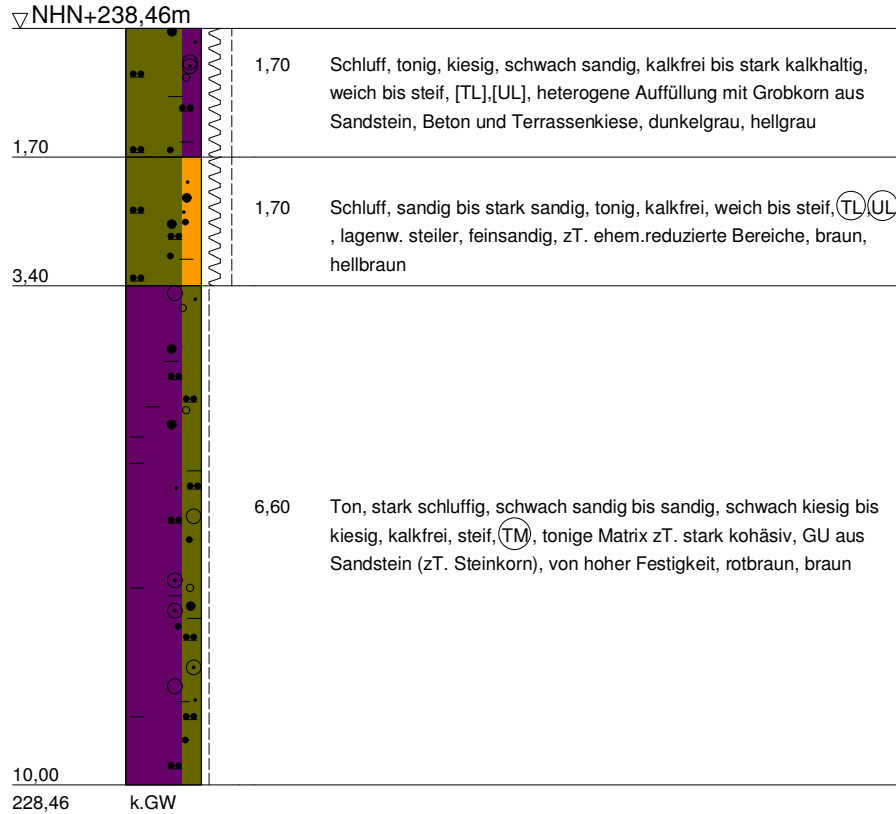 NHN+238,46m
1,70 Schluff, tonig, kiesig, schwach sandig, kalkfrei bis stark kalkhaltig,
weich bis steif, [TL],[UL], heterogene Auffüllung mit Grobkorn aus
Sandstein, Beton und Terrassenkiese, dunkelgrau, hellgrau
1,70
1,70 Schluff, sandig bis stark sandig, tonig, kalkfrei, weich bis steif, TL, UL
, lagenw. steiler, feinsandig, zT. ehem.reduzierte Bereiche, braun,
hellbraun
3,40
6,60 Ton, stark schluffig, schwach sandig bis sandig, schwach kiesig bis
kiesig, kalkfrei, steif, TM, tonige Matrix zT. stark kohäsiv, GU aus
Sandstein (zT. Steinkorn), von hoher Festigkeit, rotbraun, braun
10,00
228,46 k.GW